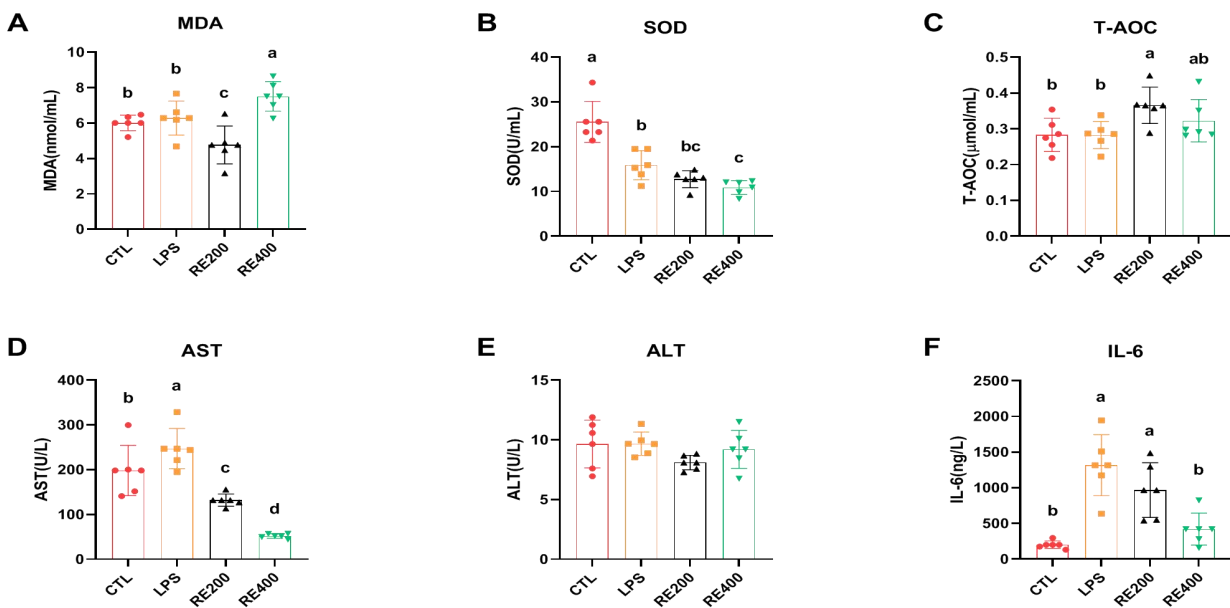 A
MDA
MDA(nmol/mL)
10
8
6
4
2
0
b
b
c
a
CTL
LPS
RE200
RE400
B
SOD
SOD(U/mL)
40
30
20
10
0
a
b
bc
c
CTL
LPS
RE200
RE400
C
T-AOC
T-AOC(μmol/mL)
0.5
0.4
0.3
0.2
0.1
0.0
b
b
a
ab
CTL
LPS
RE200
RE400
D
AST
AST(U/L)
400
300
200
100
0
b
a
c
d
CTL
LPS
RE200
RE400
E
ALT
ALT(U/L)
15
10
5
0
CTL
LPS
RE200
RE400
F
IL-6
IL-6(ng/L)
2500
2000
1500
1000
500
0
b
a
a
b
CTL
LPS
RE200
RE400